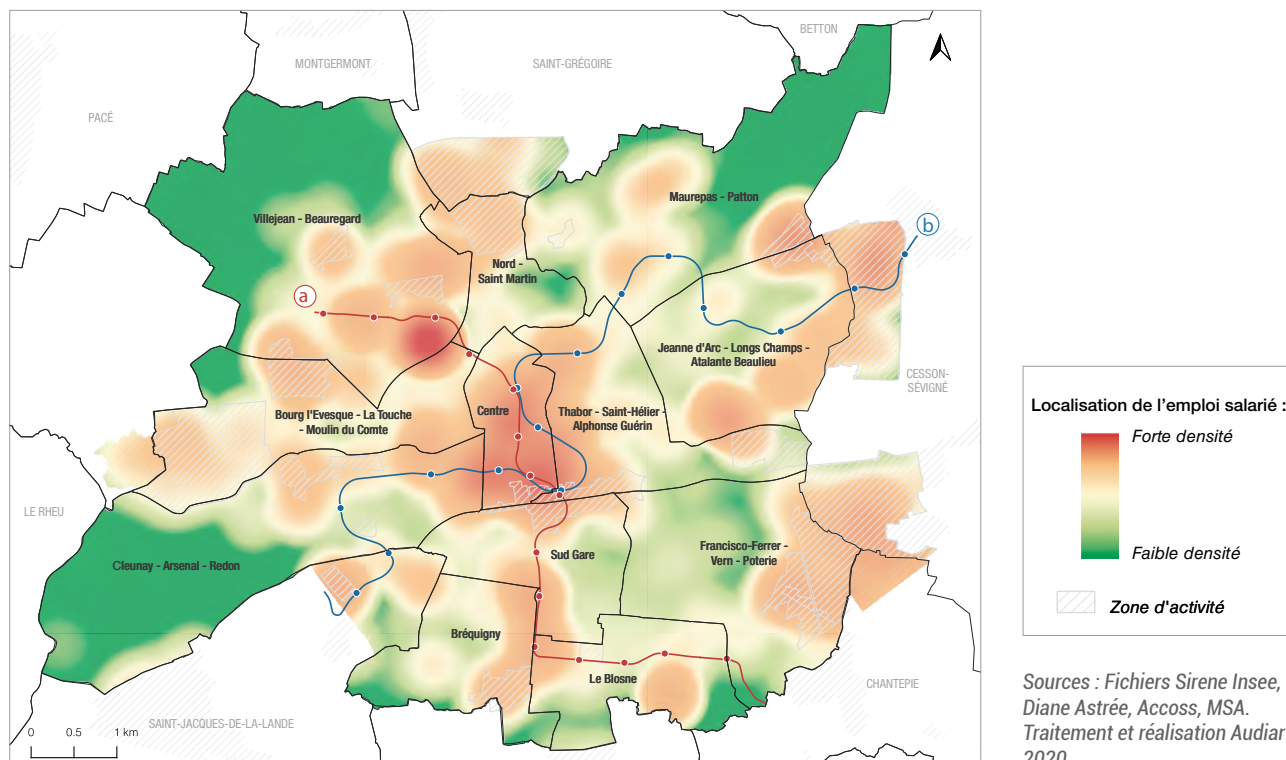 BETTON
MONTGERMONT
SAINT-GRÉGOIRE
PACÉ
Maurepas - Patton
Villejean - Beauregard
b
Nord -
Saint Martin
a
Jeanne d'Arc - Longs Champs -
Atalante Beaulieu
CESSON-
SÉVIGNÉ
Bourg l'Evesque - La Touche
- Moulin du Comte
Centre
Thabor - Saint-Hélier -
Alphonse Guérin
LE RHEU
Cleunay - Arsenal - Redon
Sud Gare
Francisco-Ferrer -
Vern - Poterie
Bréquigny
Le Blosne
CHANTEPIE
SAINT-JACQUES-DE-LA-LANDE
0 0.5 1 km
Localisation de l'emploi salarié :
Forte densité
Faible densité
Zone d'activité
Sources : Fichiers Sirene Insee,
Diane Astrée, Accoss, MSA.
Traitement et réalisation Audiar
2020